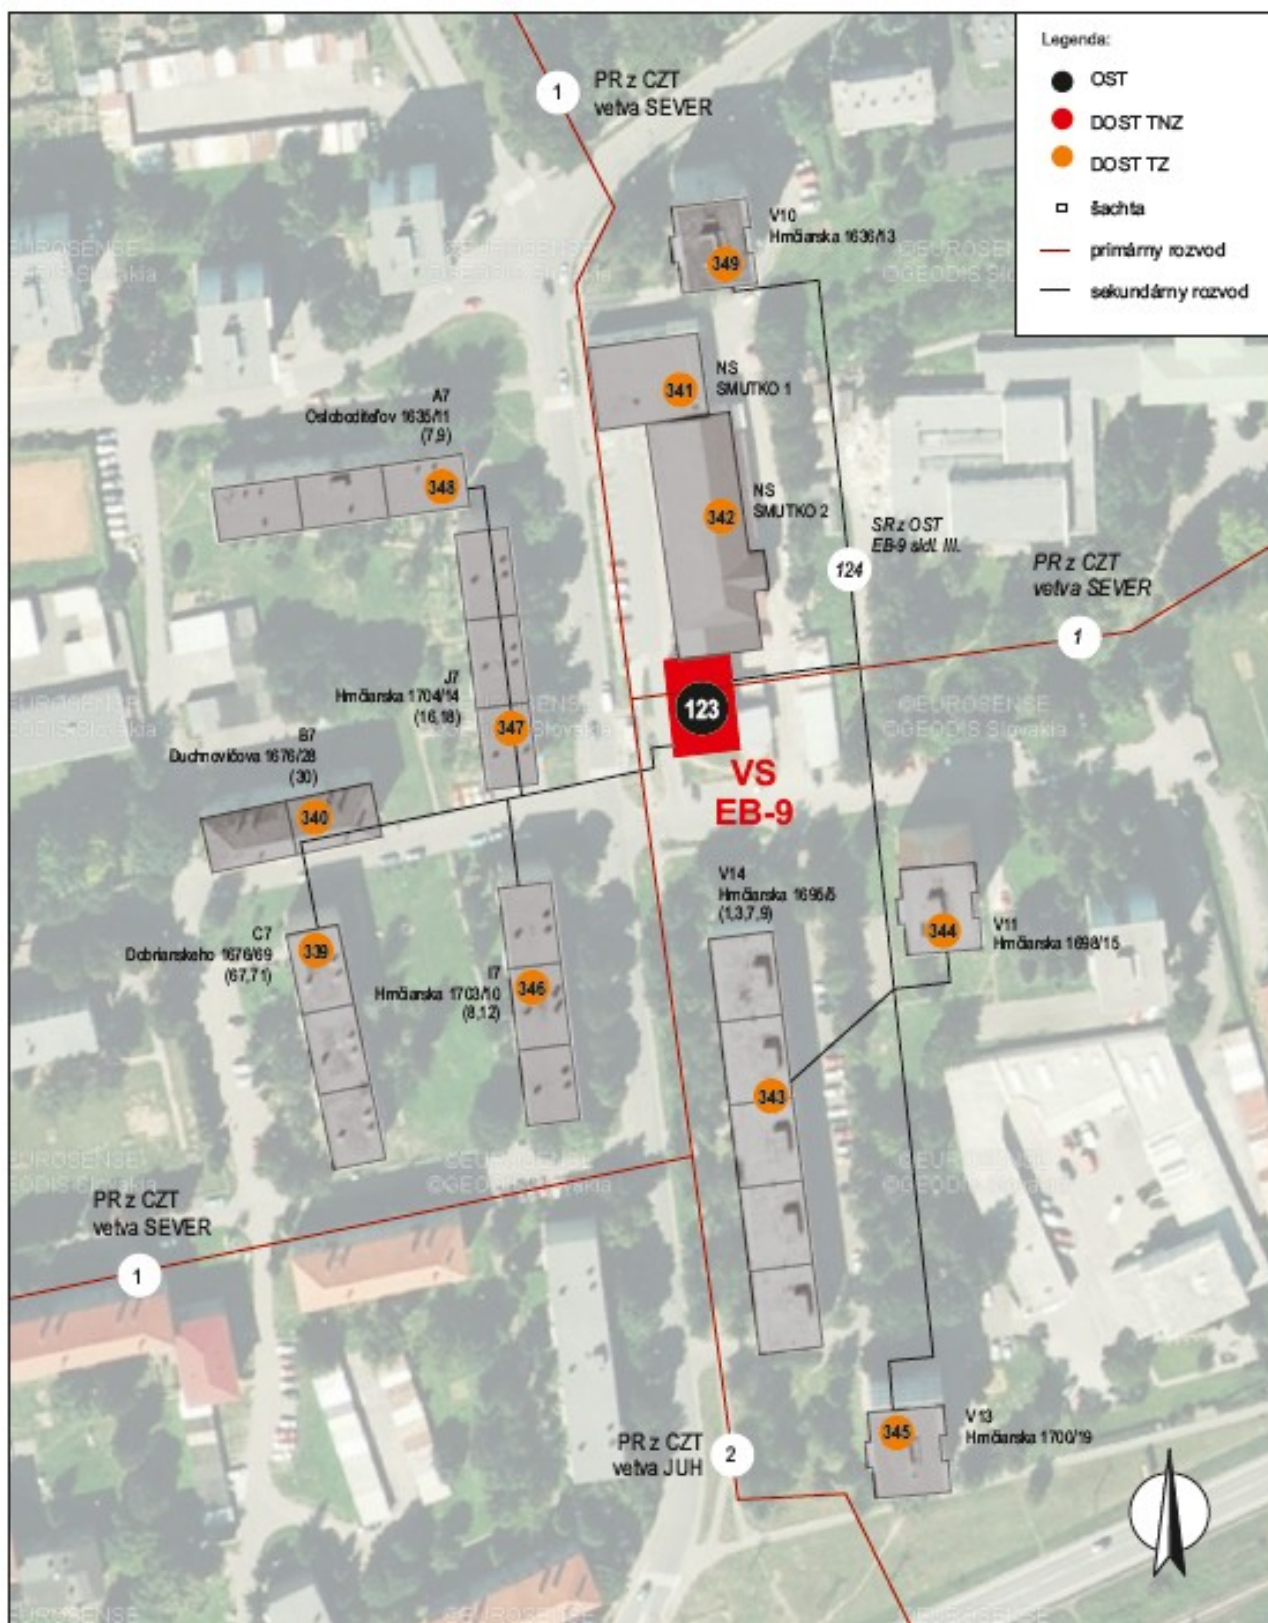 Legenda:
OST
DOST TNZ
DOST TZ
šachta
primárny rozvod
sekundárny rozvod
1
PR z CZT
vetva SEVER
V10
Hrnčiarska 1636/13
349
NS
SMUTKO 1
341
A7
Osloboditeľov 1635/11
(7,9)
348
NS
SMUTKO 2
342
SR z OST
EB-9 sídl. III.
124
PR z CZT
vetva SEVER
1
J7
Hrnčiarska 1704/14
(16,18)
347
123
VS
EB-9
B7
Duchnovičova 1676/28
(30)
340
V14
Hrnčiarska 1695/5
(1,3,7,9)
343
V11
Hrnčiarska 1698/15
344
C7
Dobrianskeho 1676/69
(67,71)
339
I7
Hrnčiarska 1703/10
(8,12)
346
PR z CZT
vetva SEVER
1
PR z CZT
vetva JUH
2
V13
Hrnčiarska 1700/19
345
©EUROSENSE
©GEODIS Slovakia